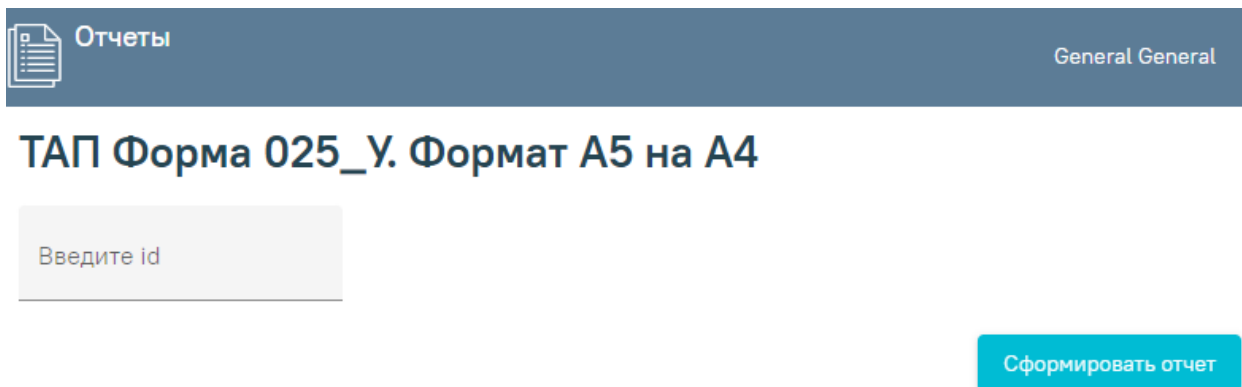 Отчеты
General General
ТАП Форма 025_У. Формат А5 на А4
Введите id
Сформировать отчет